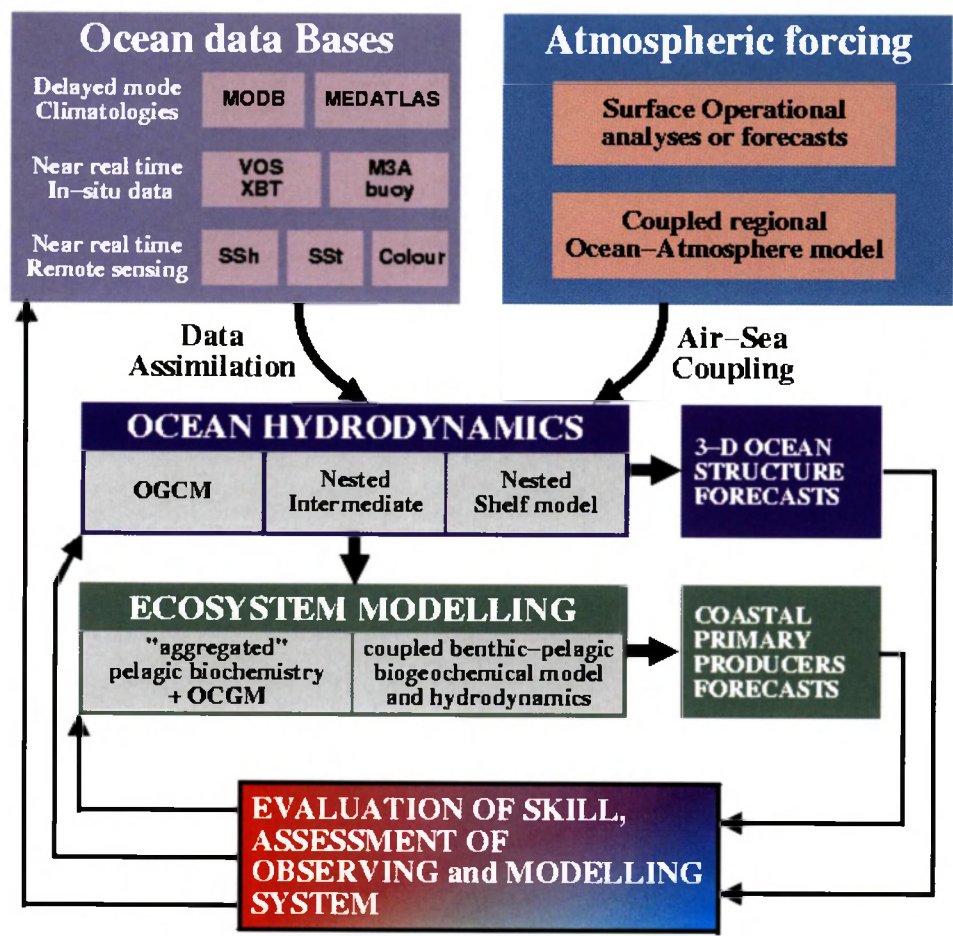 Ocean data Bases
Delayed mode
Climatologies
MODB
MEDATLAS
Near real time
In-situ data
VOS
XBT
M3A
buoy
Near real time
Remote sensing
SSh
SSt
Colour
Atmospheric forcing
Surface Operational
analyses or forecasts
Coupled regional
Ocean-Atmosphere model
Data
Assimilation
Air-Sea
Coupling
OCEAN HYDRODYNAMICS
OGCM
Nested
Intermediate
Nested
Shelf model
3-D OCEAN
STRUCTURE
FORECASTS
ECOSYSTEM MODELLING
"aggregated"
pelagic biochemistry
+ OCGM
coupled benthic-pelagic
biogeochemical model
and hydrodynamics
COASTAL
PRIMARY
PRODUCERS
FORECASTS
EVALUATION OF SKILL,
ASSESSMENT OF
OBSERVING and MODELLING
SYSTEM